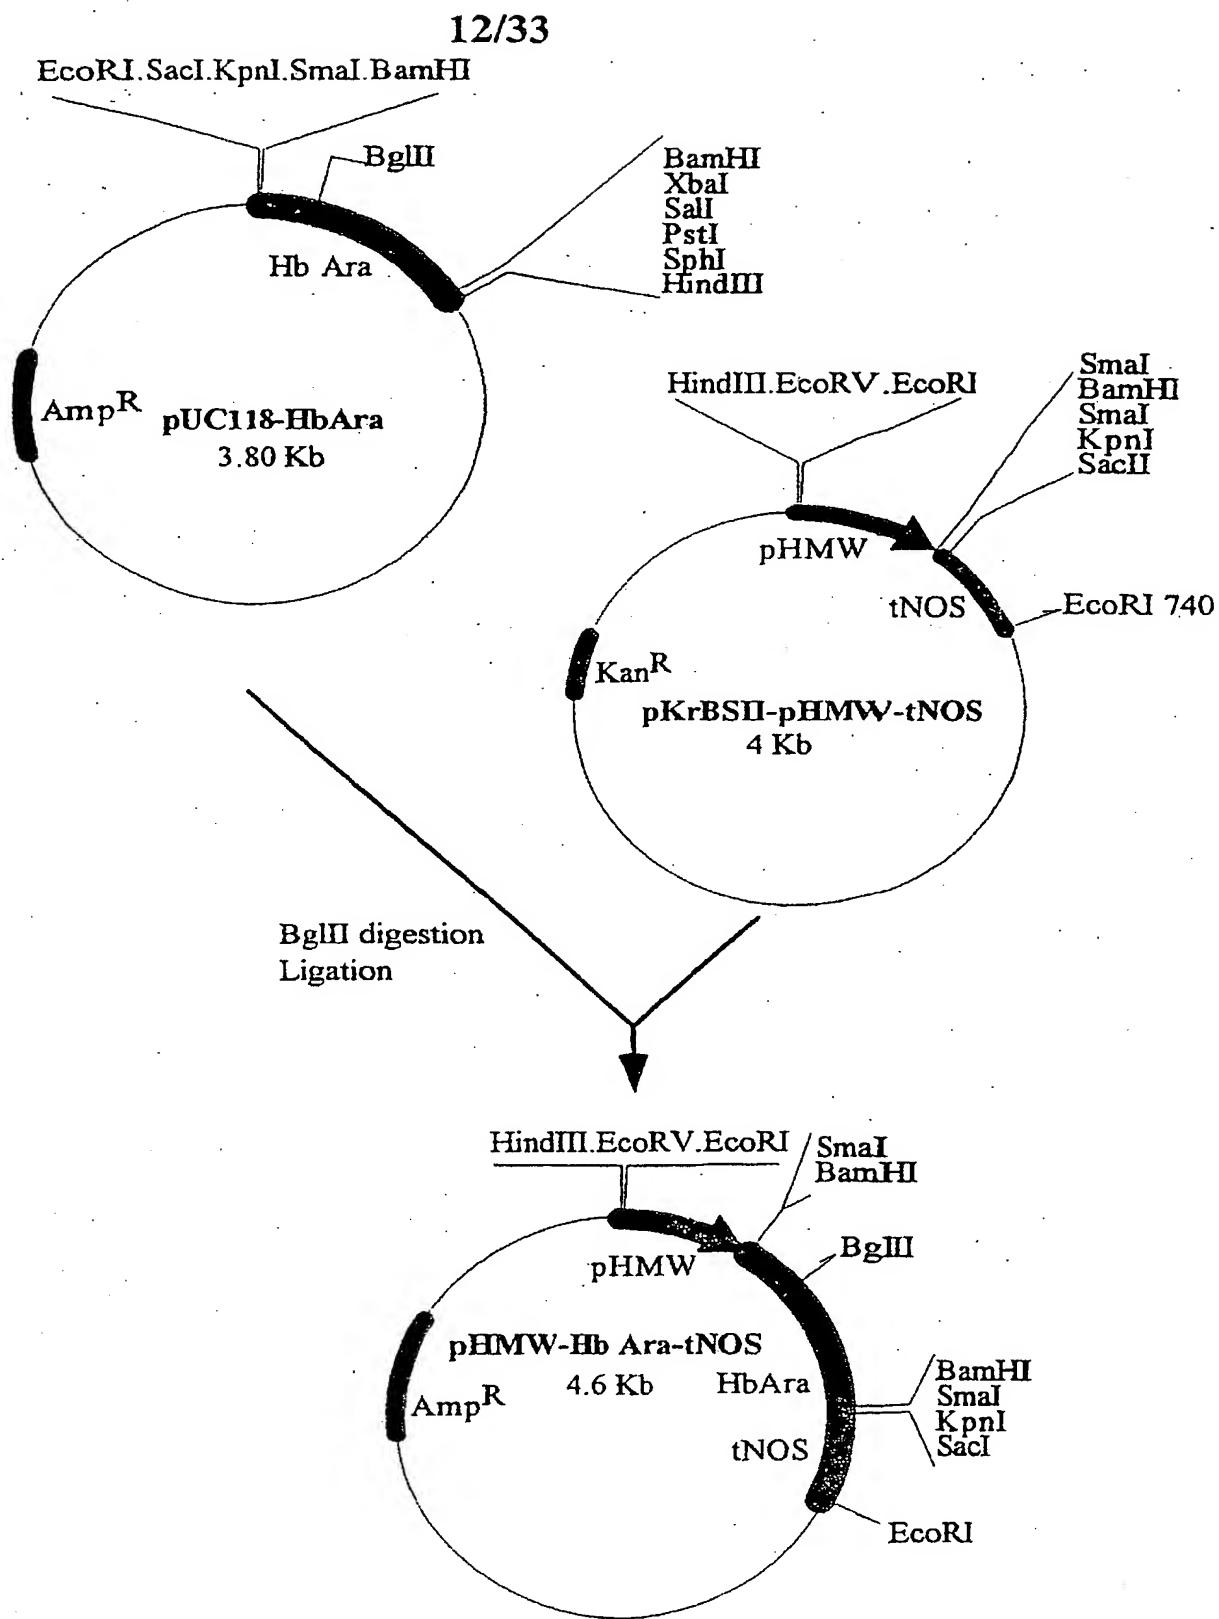 12/33
EcoRI.SacI.KpnI.SmaI.BamHI
BglII
BamHI
XbaI
SalI
PstI
SphI
HindIII
Hb Ara
AmpR
pUC118-HbAra
3.80 Kb
HindIII.EcoRV.EcoRI
SmaI
BamHI
SmaI
KpnI
SacII
pHMW
tNOS
EcoRI 740
KanR
pKrBSII-pHMW-tNOS
4 Kb
BglII digestion
Ligation
HindIII.EcoRV.EcoRI
SmaI
BamHI
BglII
pHMW
pHMW-Hb Ara-tNOS
4.6 Kb
HbAra
AmpR
BamHI
SmaI
KpnI
SacI
tNOS
EcoRI